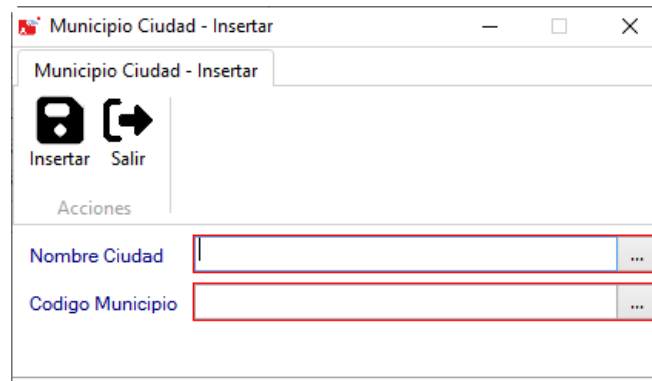 Municipio Ciudad - Insertar
Municipio Ciudad - Insertar
Insertar Salir
Acciones
Nombre Ciudad ...
Codigo Municipio ...